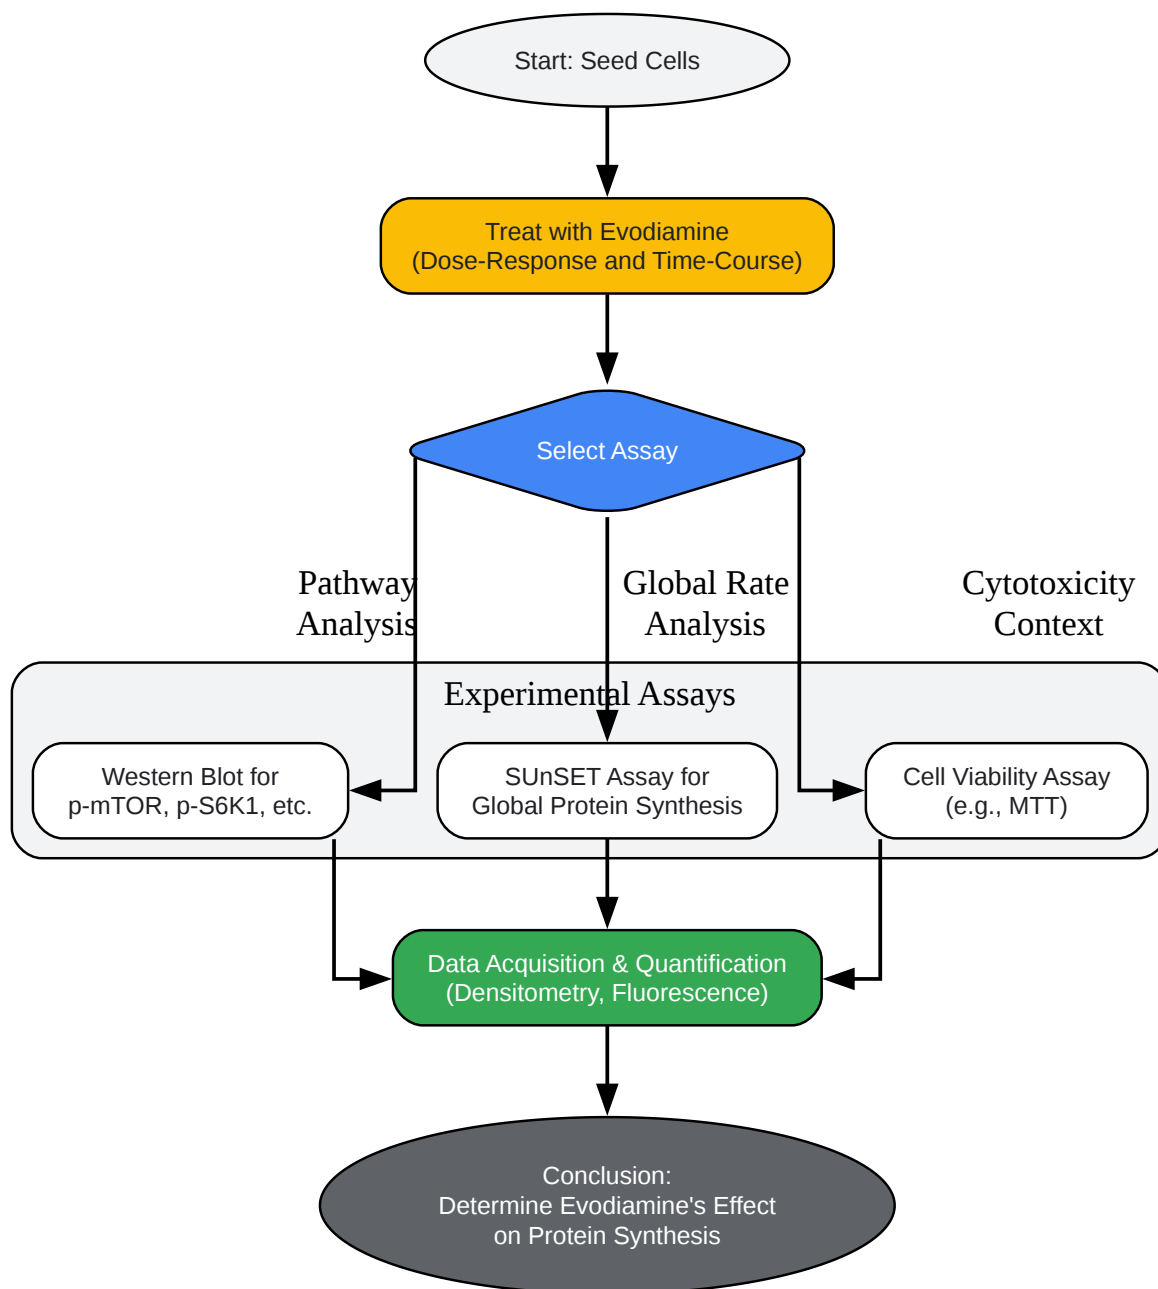 Start: Seed Cells
Treat with Evodiamine
(Dose-Response and Time-Course)
Select Assay
Pathway
Analysis
Global Rate
Analysis
Cytotoxicity
Context
Experimental Assays
Western Blot for
p-mTOR, p-S6K1, etc.
SUnSET Assay for
Global Protein Synthesis
Cell Viability Assay
(e.g., MTT)
Data Acquisition & Quantification
(Densitometry, Fluorescence)
Conclusion:
Determine Evodiamine's Effect
on Protein Synthesis